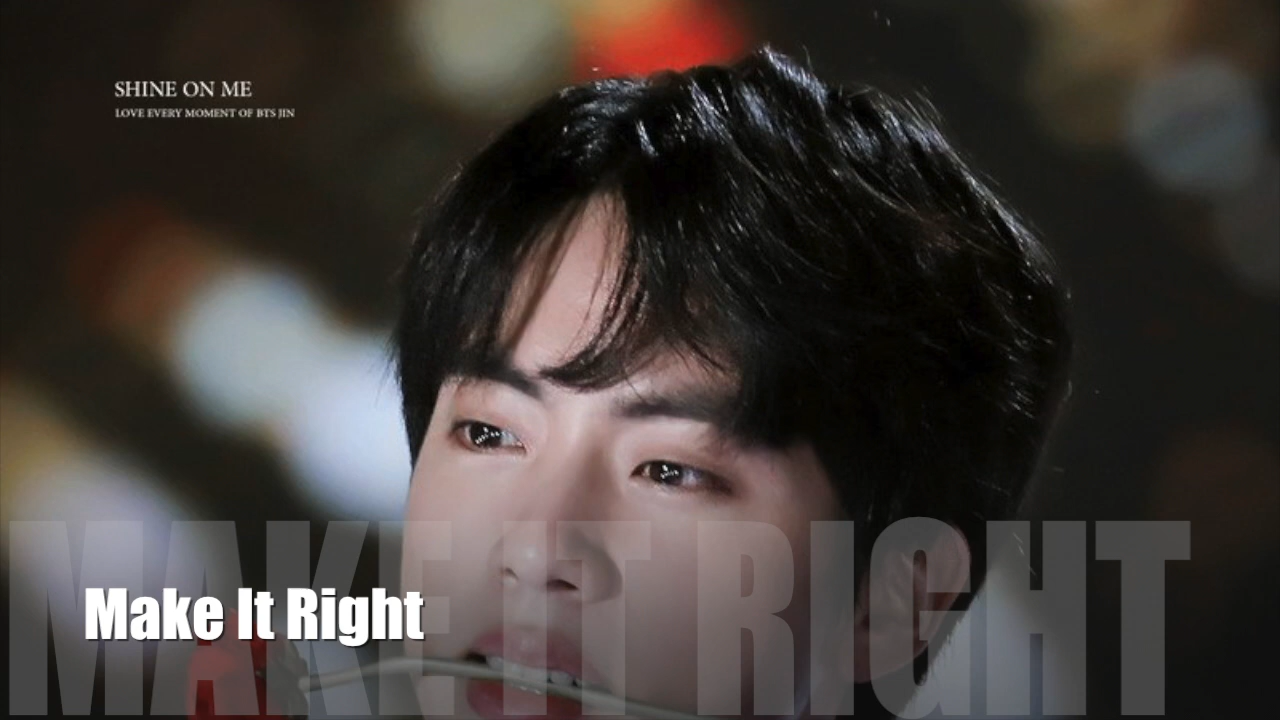 SHINE ON ME
LOVE EVERY MOMENT OF BTS JIN
MAKE IT RIGHT
Make It Right